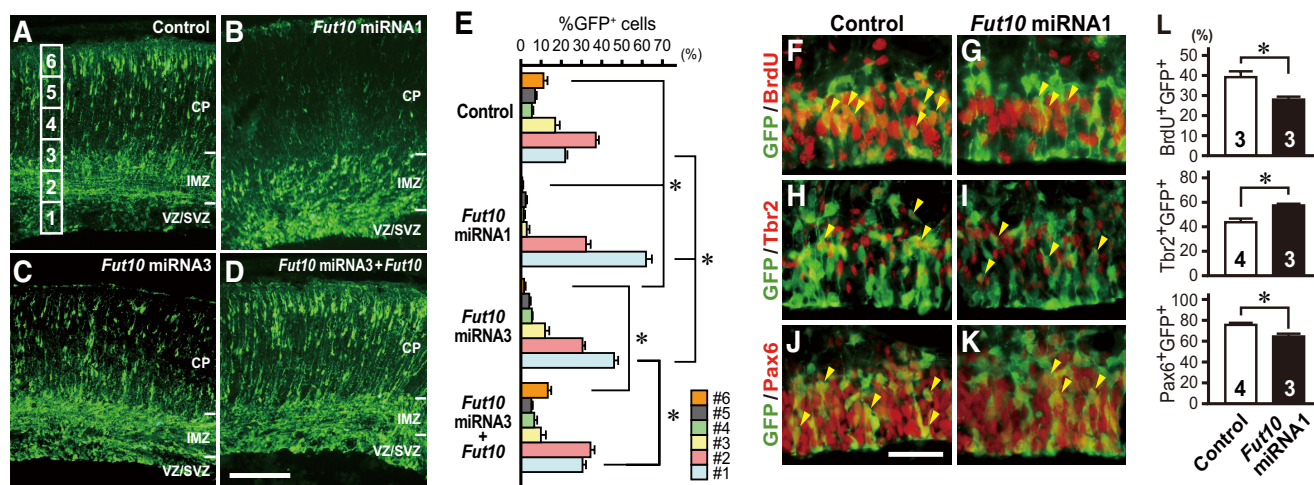 A
Control
6
5
4
3
2
1
CP
IMZ
VZ/SVZ
B
Fut10 miRNA1
CP
IMZ
VZ/SVZ
C
Fut10 miRNA3
D
Fut10 miRNA3+Fut10
CP
IMZ
VZ/SVZ
E
%GFP+ cells
0 10 20 30 40 50 60 70 (%)
Control
Fut10
miRNA1
Fut10
miRNA3
Fut10
miRNA3
+
Fut10
*
*
*
*
#6
#5
#4
#3
#2
#1
Control
Fut10 miRNA1
GFP/BrdU
F
G
GFP/Tbr2
H
I
GFP/Pax6
J
K
L
(%)
BrdU+GFP+
50
40
30
20
10
0
*
3
3
Tbr2+GFP+
80
60
40
20
0
*
4
3
Pax6+GFP+
100
80
60
40
20
0
*
4
3
Control
Fut10
miRNA1